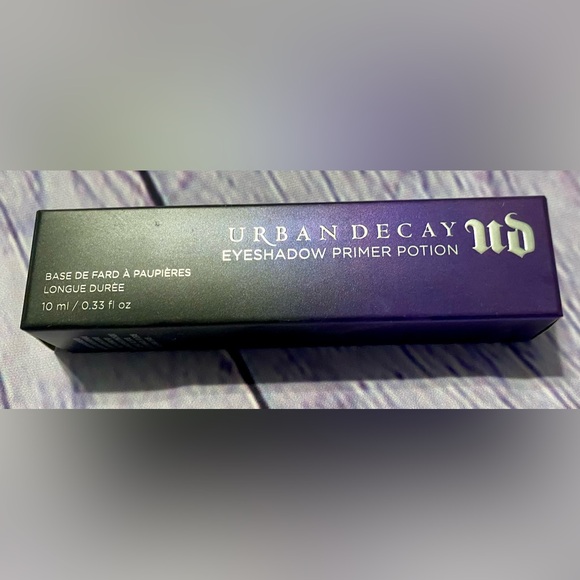 URBAN DECAY
EYESHADOW PRIMER POTION
UD
BASE DE FARD À PAUPIÈRES
LONGUE DURÉE
10 ml / 0.33 fl oz